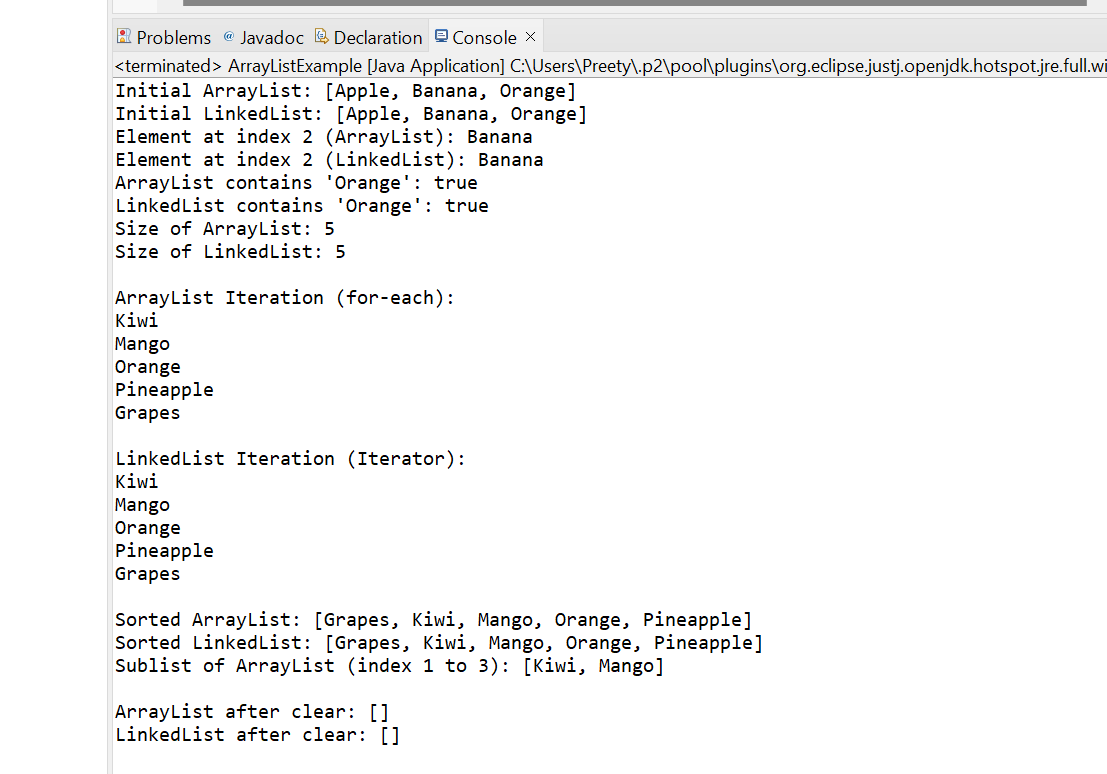 Problems Javadoc Declaration Console
<terminated> ArrayListExample [Java Application] C:\Users\Preety\.p2\pool\plugins\org.eclipse.justj.openjdk.hotspot.jre.full.wi
Initial ArrayList: [Apple, Banana, Orange]
Initial LinkedList: [Apple, Banana, Orange]
Element at index 2 (ArrayList): Banana
Element at index 2 (LinkedList): Banana
ArrayList contains 'Orange': true
LinkedList contains 'Orange': true
Size of ArrayList: 5
Size of LinkedList: 5
ArrayList Iteration (for-each):
Kiwi
Mango
Orange
Pineapple
Grapes
LinkedList Iteration (Iterator):
Kiwi
Mango
Orange
Pineapple
Grapes
Sorted ArrayList: [Grapes, Kiwi, Mango, Orange, Pineapple]
Sorted LinkedList: [Grapes, Kiwi, Mango, Orange, Pineapple]
Sublist of ArrayList (index 1 to 3): [Kiwi, Mango]
ArrayList after clear: []
LinkedList after clear: []